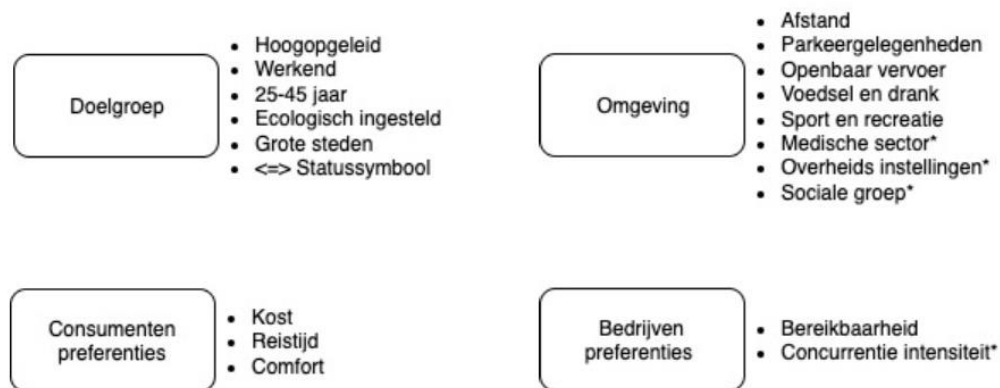 Doelgroep
• Hoogopgeleid
• Werkend
• 25-45 jaar
• Ecologisch ingesteld
• Grote steden
• <=> Statussymbool
Omgeving
• Afstand
• Parkeergelegenheden
• Openbaar vervoer
• Voedsel en drank
• Sport en recreatie
• Medische sector*
• Overheids instellingen*
• Sociale groep*
Consumenten
preferenties
• Kost
• Reistijd
• Comfort
Bedrijven
preferenties
• Bereikbaarheid
• Concurrentie intensiteit*